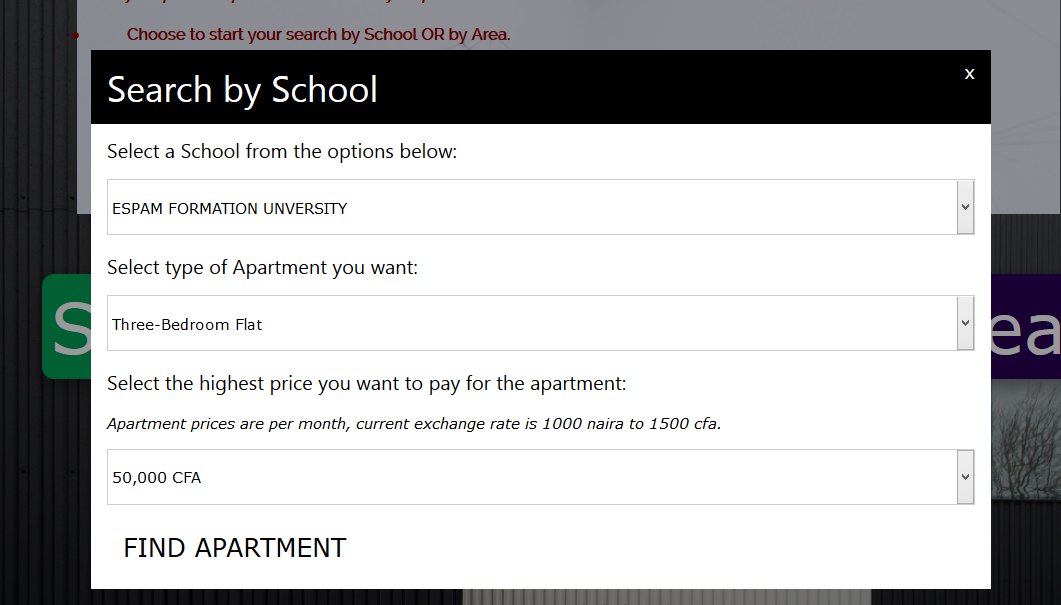 Choose to start your search by School OR by Area.
Search by School
x
Select a School from the options below:
ESPAM FORMATION UNVERSITY
Select type of Apartment you want:
Three-Bedroom Flat
S
ea
Select the highest price you want to pay for the apartment:
Apartment prices are per month, current exchange rate is 1000 naira to 1500 cfa.
50,000 CFA
FIND APARTMENT